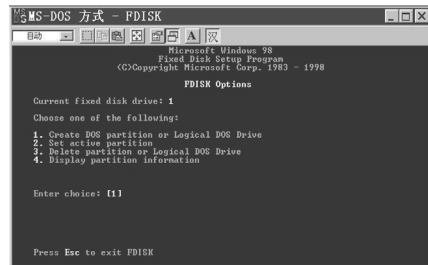 MS-DOS 方式 - FDISK
自动
A 汉
Microsoft Windows 98
Fixed Disk Setup Program
(C)Copyright Microsoft Corp. 1983 - 1998
FDISK Options
Current fixed disk drive: 1
Choose one of the following:
1. Create DOS partition or Logical DOS Drive
2. Set active partition
3. Delete partition or Logical DOS Drive
4. Display partition information
Enter choice: [1]
Press Esc to exit FDISK